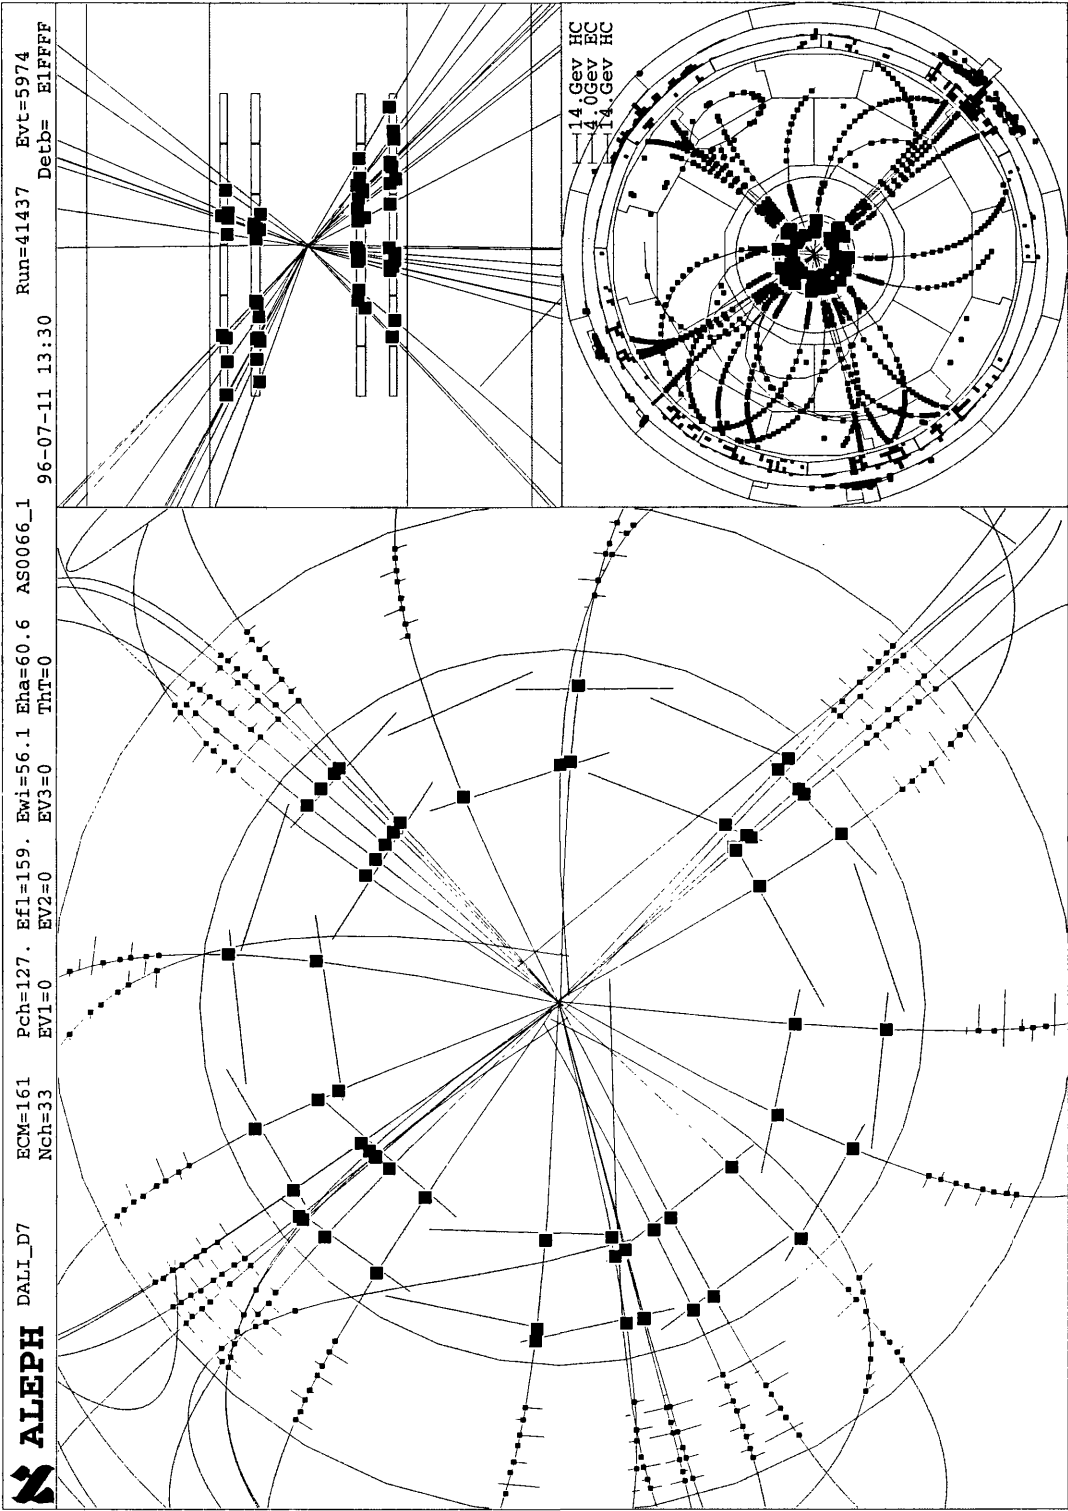 ALEPH DALI_D7 ECM=161 Pch=127. Efl=159. Ewi=56.1 Eha=60.6 AS0066_1
Nch=33 EV1=0 EV2=0 EV3=0 ThT=0
96-07-11 13:30 Run=41437 Evt=5974
Detb= E1FFFF
14.Gev HC
4.0Gev EC
14.Gev HC